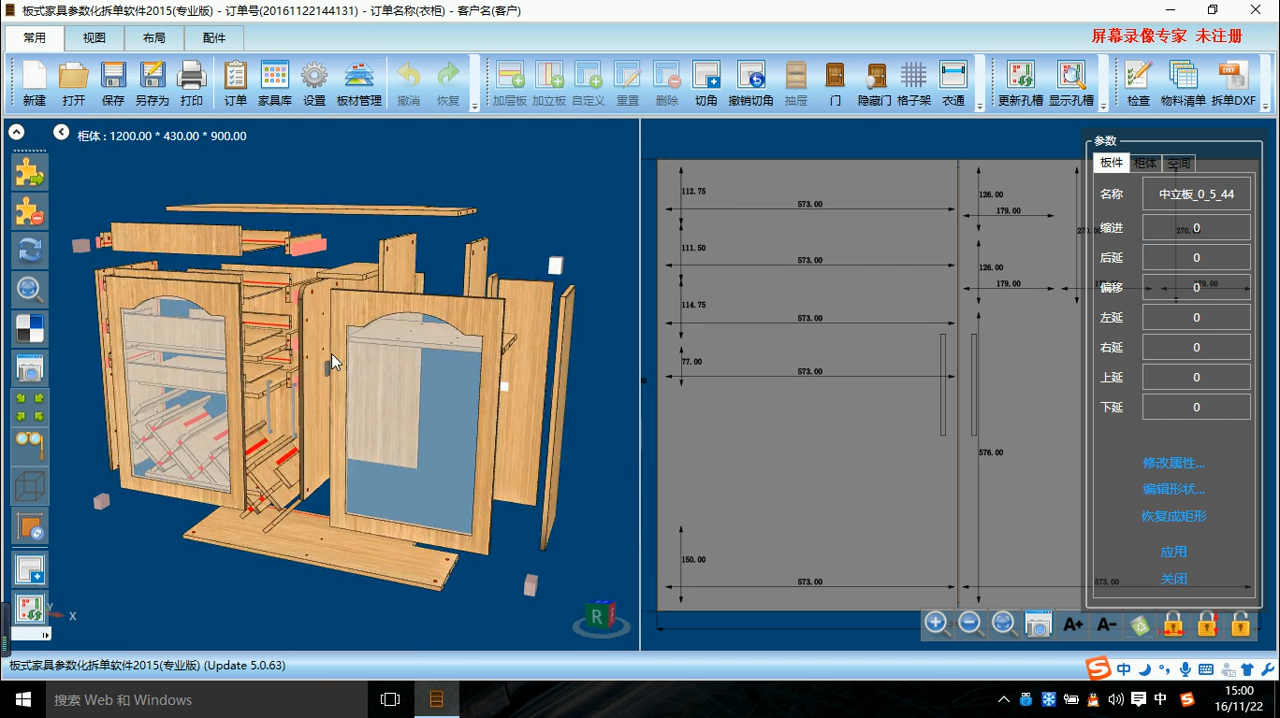 板式家具参数化拆单软件2015(专业版) - 订单号(20161122144131) - 订单名称(衣柜) - 客户名(客户)
常用 视图 布局 配件
屏幕录像专家 未注册
新建 打开 保存 另存为 打印 订单 家具库 设置 板材管理 撤消 恢复 加层板 加立板 自定义 重置 删除 切角 撤销切角 抽屉 门 隐藏门 格子架 衣通 更新孔槽 显示孔槽 检查 物料清单 拆单DXF
柜体 : 1200.00 * 430.00 * 900.00
参数
板件 柜体 空间
名称 中立板_0_5_44
缩进 0
后延 0
偏移 0
左延 0
右延 0
上延 0
下延 0
修改属性...
编辑形状...
恢复成矩形
应用
关闭
112.75
573.00
126.00
179.00
111.50
573.00
126.00
179.00
114.75
573.00
77.00
573.00
576.00
150.00
573.00
573.00
Y
X
R
A+ A-
板式家具参数化拆单软件2015(专业版) (Update 5.0.63)
中
搜索 Web 和 Windows
中
15:00
16/11/22